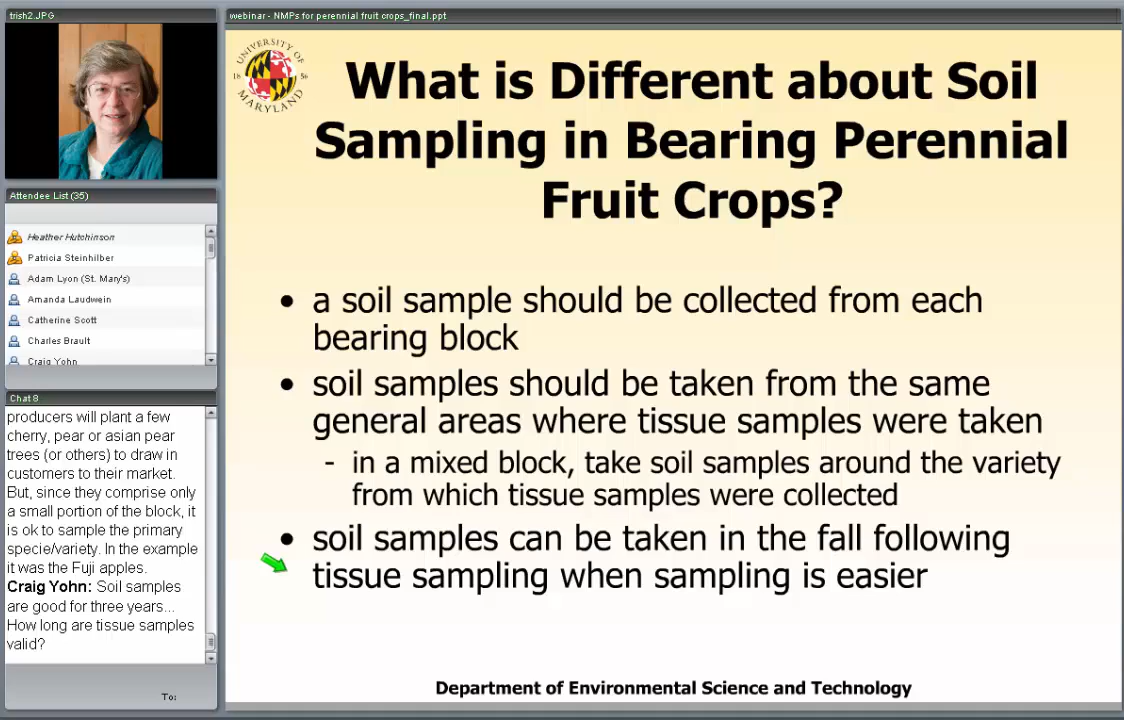 trish2.JPG
Attendee List (35)
Heather Hutchinson
Patricia Steinhilber
Adam Lyon (St. Mary's)
Amanda Laudwein
Catherine Scott
Charles Brault
Craig Yohn
Chat 8
producers will plant a few
cherry, pear or asian pear
trees (or others) to draw in
customers to their market.
But, since they comprise only
a small portion of the block, it
is ok to sample the primary
specie/variety. In the example
it was the Fuji apples.
Craig Yohn: Soil samples
are good for three years...
How long are tissue samples
valid?
To:
webinar - NMPs for perennial fruit crops_final.ppt
UNIVERSITY OF
18 56
MARYLAND
What is Different about Soil
Sampling in Bearing Perennial
Fruit Crops?
• a soil sample should be collected from each
bearing block
• soil samples should be taken from the same
general areas where tissue samples were taken
- in a mixed block, take soil samples around the variety
from which tissue samples were collected
• soil samples can be taken in the fall following
tissue sampling when sampling is easier
Department of Environmental Science and Technology